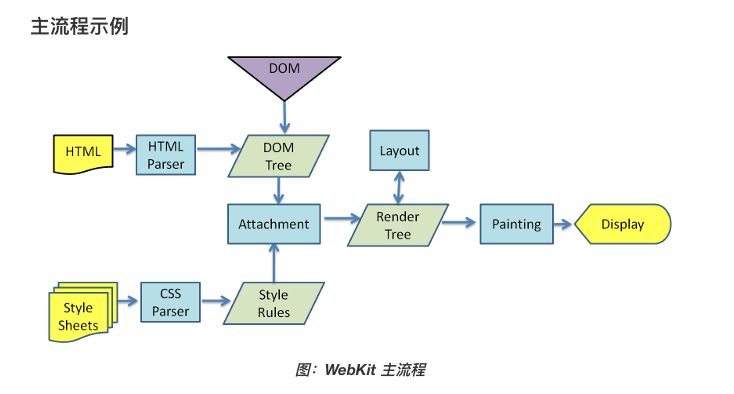 主流程示例
DOM
HTML
HTML
Parser
DOM
Tree
Layout
Attachment
Render
Tree
Painting
Display
Style
Sheets
CSS
Parser
Style
Rules
图：WebKit 主流程